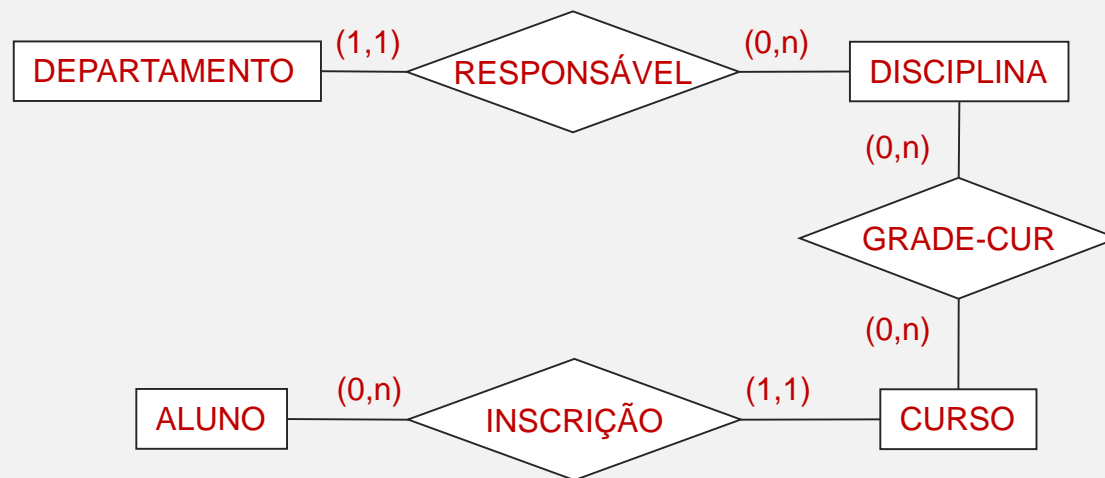 (1,1)
(0,n)
DEPARTAMENTO
RESPONSÁVEL
DISCIPLINA
(0,n)
GRADE-CUR
(0,n)
(0,n)
(1,1)
ALUNO
INSCRIÇÃO
CURSO